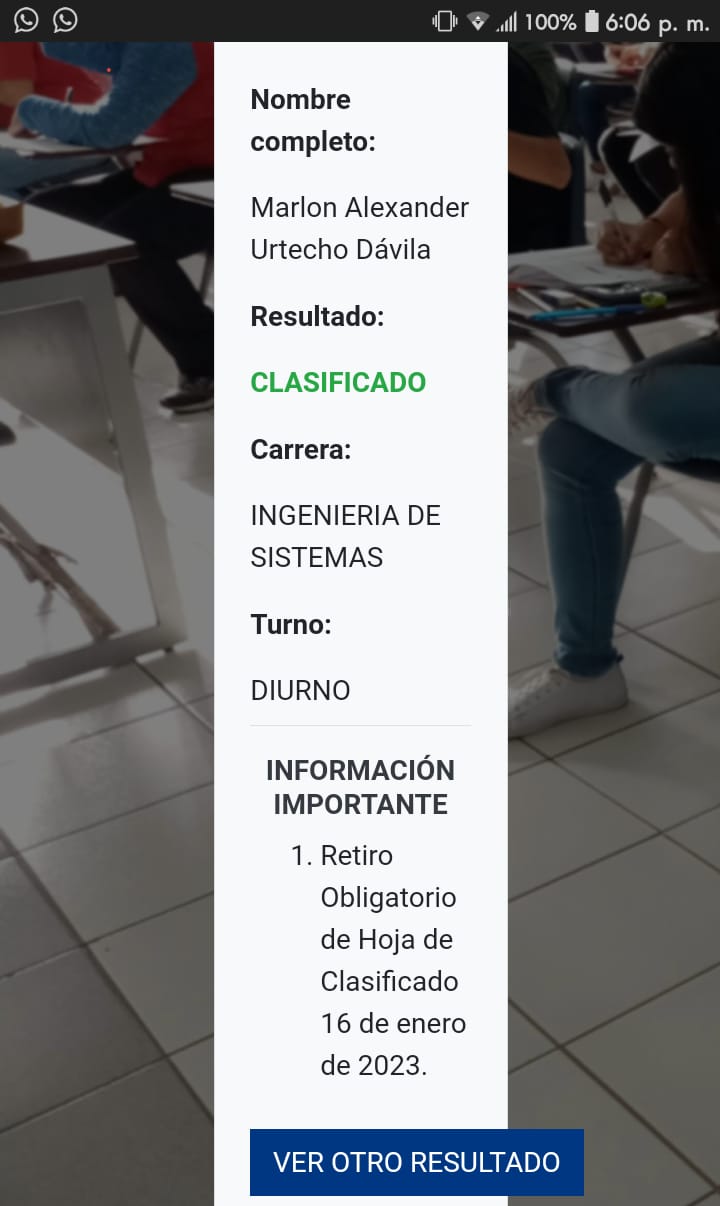 100% 6:06 p. m.
Nombre
completo:
Marlon Alexander
Urtecho Dávila
Resultado:
CLASIFICADO
Carrera:
INGENIERIA DE
SISTEMAS
Turno:
DIURNO
INFORMACIÓN
IMPORTANTE
1. Retiro
Obligatorio
de Hoja de
Clasificado
16 de enero
de 2023.
VER OTRO RESULTADO